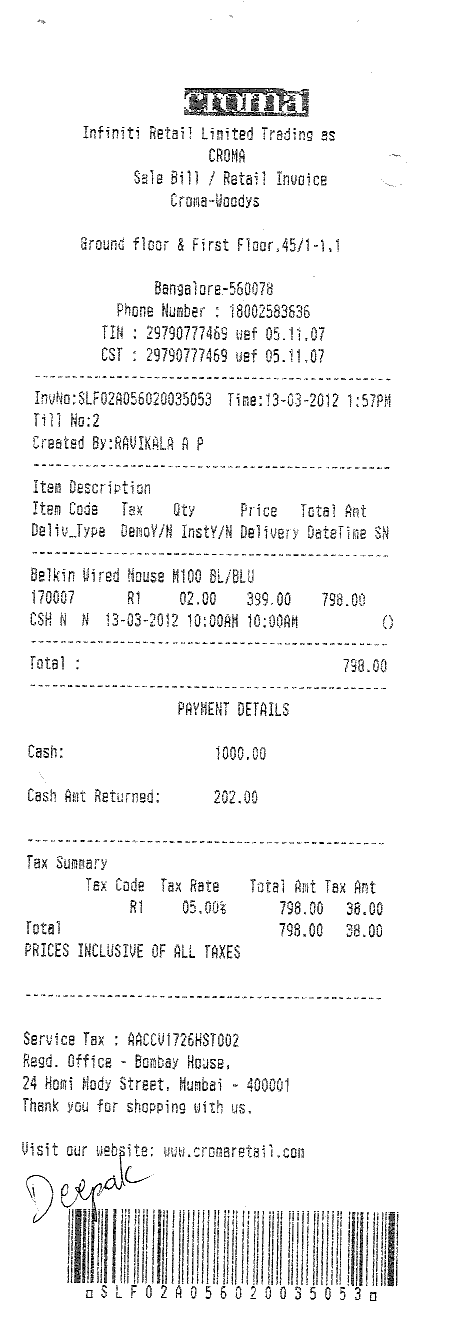 croma
Infiniti Retail Limited Trading as
CROMA
Sale Bill / Retail Invoice
Croma-Woodys
Ground floor & First Floor,45/1-1,1
Bangalore-560078
Phone Number : 18002583636
TIN : 29790777469 wef 05.11.07
CST : 29790777469 wef 05.11.07
InvNo:SLF02A056020035053 Time:13-03-2012 1:57PM
Till No:2
Created By:RAVIKALA A P
Item Description
Item Code Tax Qty Price Total Amt
Deliv_Type DemoY/N InstY/N Delivery DateTime SN
Belkin Wired Mouse M100 BL/BLU
170007 R1 02.00 399.00 798.00
CSH N N 13-03-2012 10:00AM 10:00AM ()
Total : 798.00
PAYMENT DETAILS
Cash: 1000.00
Cash Amt Returned: 202.00
Tax Summary
Tax Code Tax Rate Total Amt Tax Amt
R1 05.00% 798.00 38.00
Total 798.00 38.00
PRICES INCLUSIVE OF ALL TAXES
Service Tax : AACCV1726HST002
Regd. Office - Bombay House,
24 Homi Mody Street, Mumbai - 400001
Thank you for shopping with us.
Visit our website: www.cromaretail.com
Deepak
SLF02A056020035053